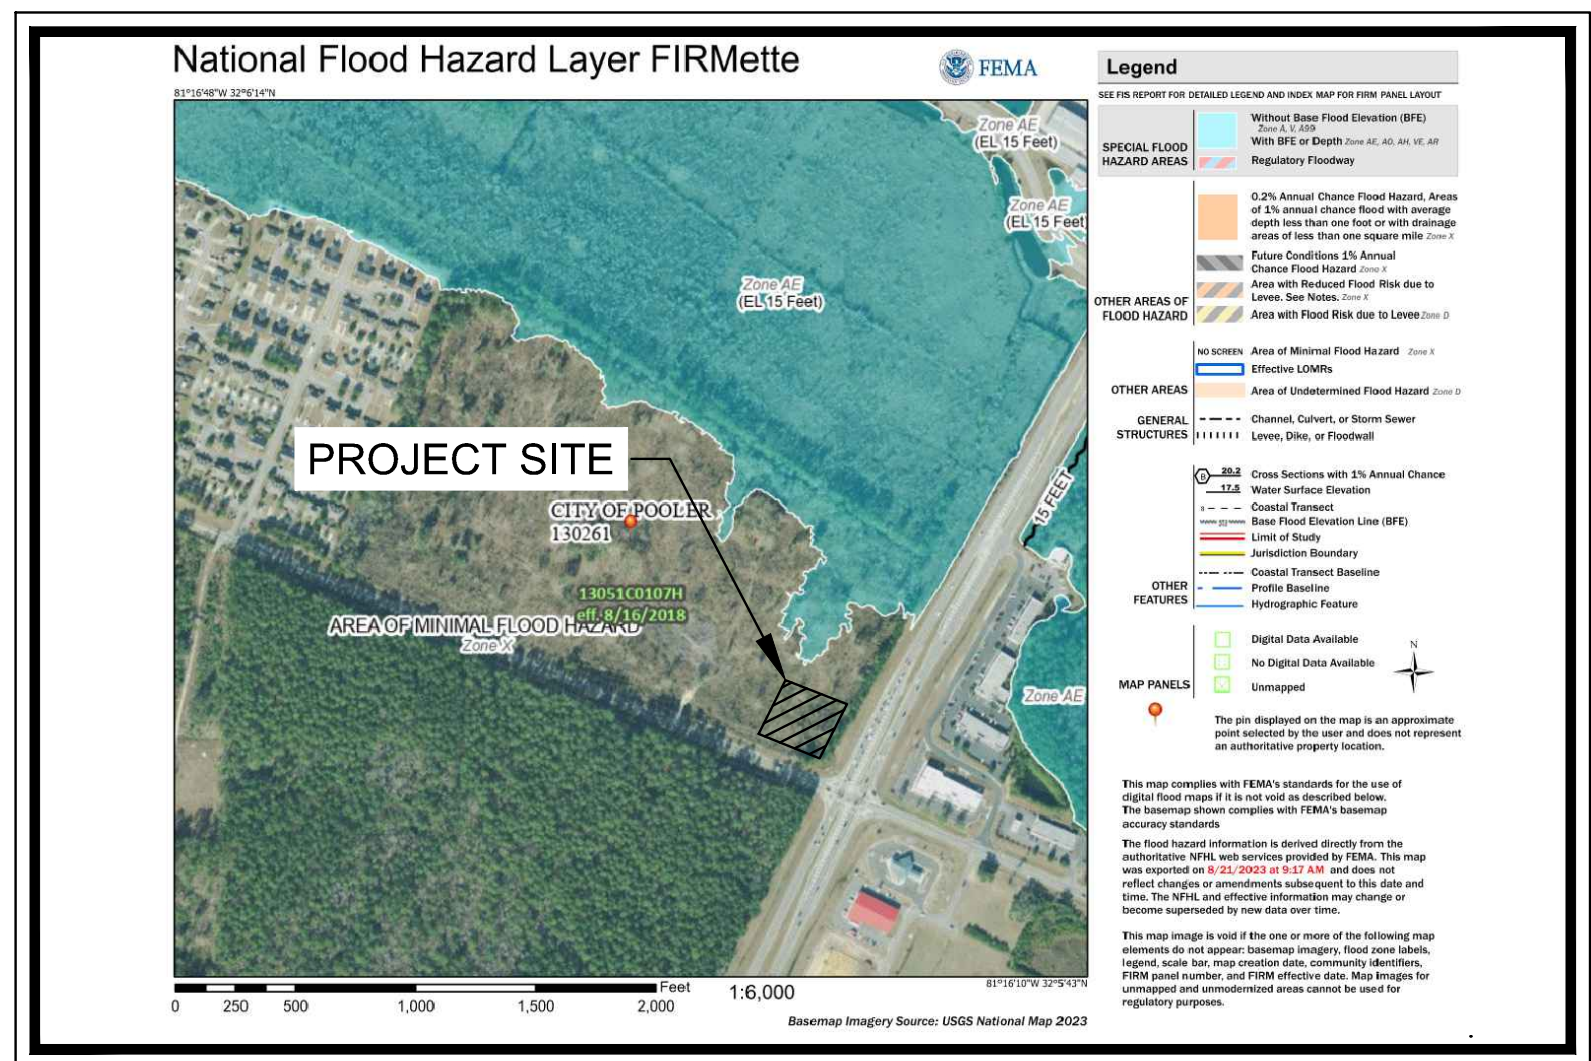 National Flood Hazard Layer FIRMette
FEMA
81°16'48"W 32°6'14"N
Zone AE
(EL 15 Feet)
Zone AE
(EL 15 Feet)
Zone AE
(EL 15 Feet)
PROJECT SITE
CITY OF POOLER
130261
15 FEET
13051C0107H
eff. 8/16/2018
AREA OF MINIMAL FLOOD HAZARD
Zone X
Zone AE
0
250
500
1,000
1,500
2,000
Feet
1:6,000
81°16'10"W 32°5'43"N
Basemap Imagery Source: USGS National Map 2023
Legend
SEE FIS REPORT FOR DETAILED LEGEND AND INDEX MAP FOR FIRM PANEL LAYOUT
SPECIAL FLOOD
HAZARD AREAS
Without Base Flood Elevation (BFE)
Zone A, V, A99
With BFE or Depth Zone AE, AO, AH, VE, AR
Regulatory Floodway
OTHER AREAS OF
FLOOD HAZARD
0.2% Annual Chance Flood Hazard, Areas
of 1% annual chance flood with average
depth less than one foot or with drainage
areas of less than one square mile Zone X
Future Conditions 1% Annual
Chance Flood Hazard Zone X
Area with Reduced Flood Risk due to
Levee. See Notes. Zone X
Area with Flood Risk due to Levee Zone D
OTHER AREAS
NO SCREEN Area of Minimal Flood Hazard Zone X
Effective LOMRs
Area of Undetermined Flood Hazard Zone D
GENERAL
STRUCTURES
Channel, Culvert, or Storm Sewer
Levee, Dike, or Floodwall
OTHER
FEATURES
B 20.2 Cross Sections with 1% Annual Chance
17.5 Water Surface Elevation
8 Coastal Transect
513 Base Flood Elevation Line (BFE)
Limit of Study
Jurisdiction Boundary
Coastal Transect Baseline
Profile Baseline
Hydrographic Feature
MAP PANELS
Digital Data Available
No Digital Data Available
Unmapped
N
The pin displayed on the map is an approximate
point selected by the user and does not represent
an authoritative property location.
This map complies with FEMA's standards for the use of
digital flood maps if it is not void as described below.
The basemap shown complies with FEMA's basemap
accuracy standards
The flood hazard information is derived directly from the
authoritative NFHL web services provided by FEMA. This map
was exported on 8/21/2023 at 9:17 AM and does not
reflect changes or amendments subsequent to this date and
time. The NFHL and effective information may change or
become superseded by new data over time.
This map image is void if the one or more of the following map
elements do not appear: basemap imagery, flood zone labels,
legend, scale bar, map creation date, community identifiers,
FIRM panel number, and FIRM effective date. Map images for
unmapped and unmodernized areas cannot be used for
regulatory purposes.